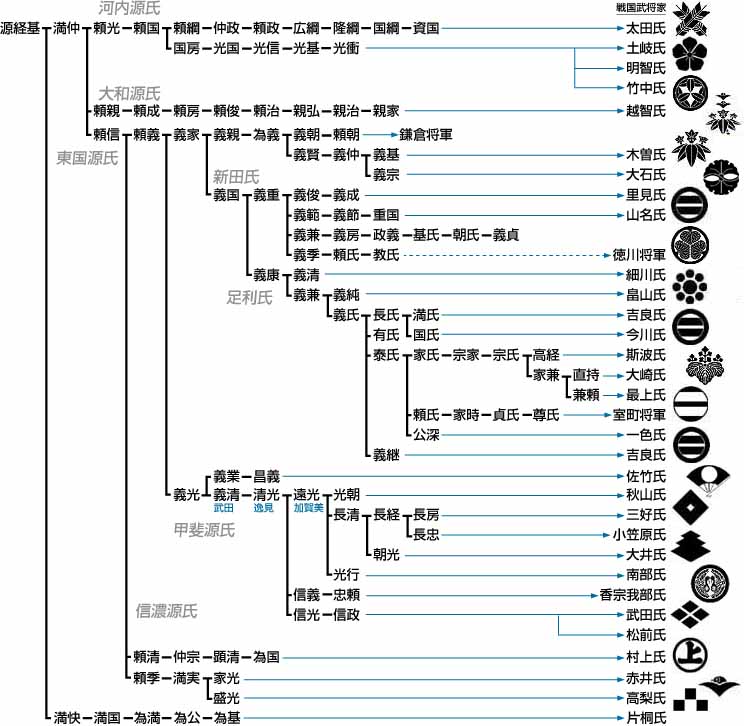 戦国武将家
河内源氏
源経基 満仲 頼光 頼国 頼綱 仲政 頼政 広綱 隆綱 国綱 資国 太田氏
国房 光国 光信 光基 光衡 土岐氏
明智氏
竹中氏
大和源氏
頼親 頼成 頼房 頼俊 頼治 親弘 親治 親家 越智氏
頼信 頼義 義家 義親 為義 義朝 頼朝 鎌倉将軍
東国源氏
義賢 義仲 義基 木曽氏
義宗 大石氏
新田氏
義国 義重 義俊 義成 里見氏
義範 義節 重国 山名氏
義兼 義房 政義 基氏 朝氏 義貞
義季 頼氏 教氏 徳川将軍
義康 義清 細川氏
足利氏
義兼 義純 畠山氏
義氏 長氏 満氏 吉良氏
有氏 国氏 今川氏
泰氏 家氏 宗家 宗氏 高経 斯波氏
家兼 直持 大崎氏
兼頼 最上氏
頼氏 家時 貞氏 尊氏 室町将軍
公深 一色氏
義継 吉良氏
義業 昌義 佐竹氏
義光 義清 清光 遠光 光朝 秋山氏
武田 逸見 加賀美
甲斐源氏
長清 長経 長房 三好氏
長忠 小笠原氏
朝光 大井氏
光行 南部氏
信義 忠頼 香宗我部氏
信濃源氏
信光 信政 武田氏
松前氏
頼清 仲宗 顕清 為国 村上氏
上
頼季 満実 家光 赤井氏
盛光 高梨氏
満快 満国 為満 為公 為基 片桐氏